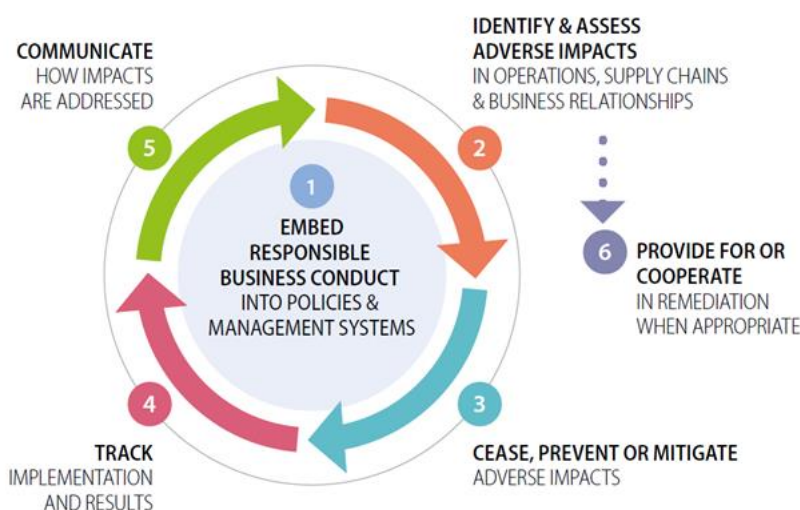 COMMUNICATE
HOW IMPACTS
ARE ADDRESSED
5
IDENTIFY & ASSESS
ADVERSE IMPACTS
IN OPERATIONS, SUPPLY CHAINS
& BUSINESS RELATIONSHIPS
2
1
EMBED
RESPONSIBLE
BUSINESS CONDUCT
INTO POLICIES &
MANAGEMENT SYSTEMS
6
PROVIDE FOR OR
COOPERATE
IN REMEDIATION
WHEN APPROPRIATE
4
TRACK
IMPLEMENTATION
AND RESULTS
3
CEASE, PREVENT OR MITIGATE
ADVERSE IMPACTS